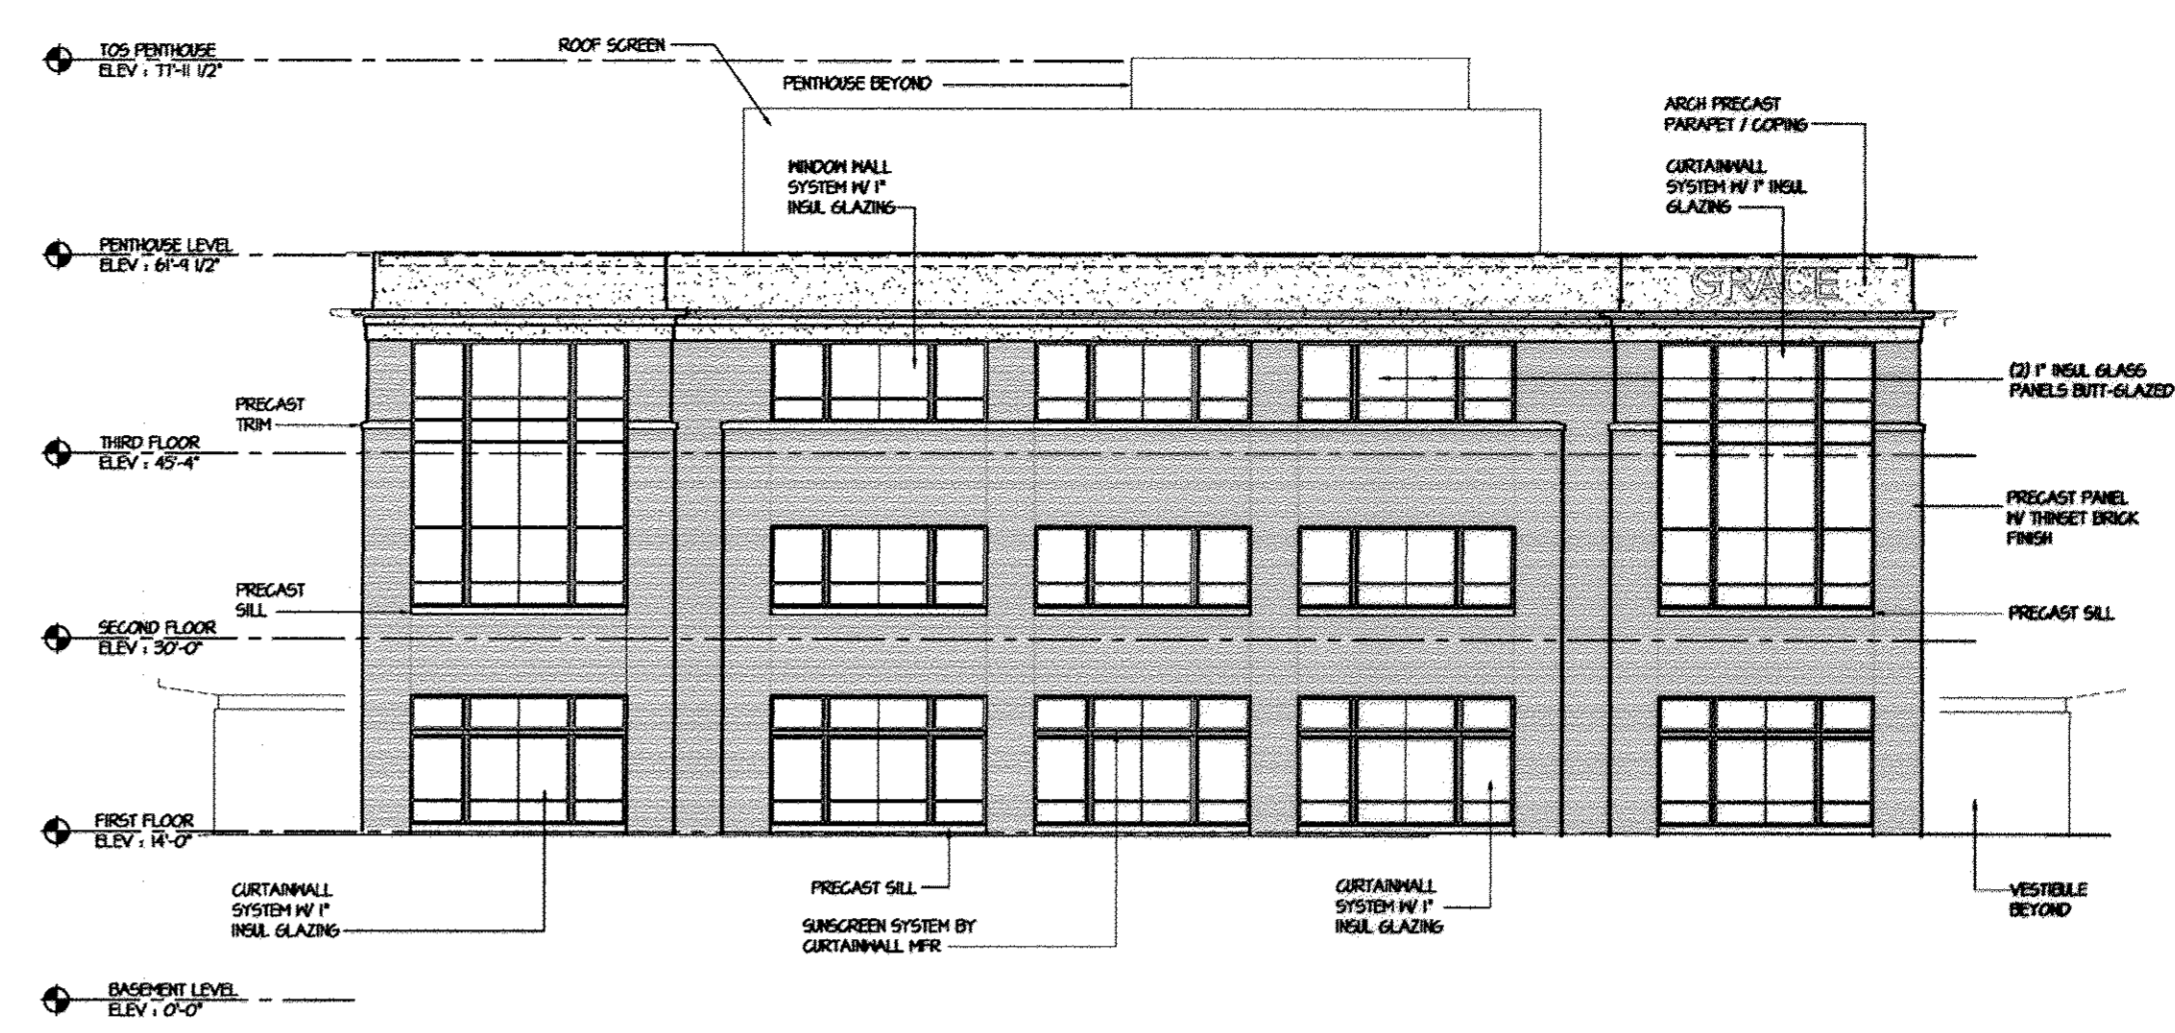 TOS PENTHOUSE
ELEV : 77'-11 1/2"
ROOF SCREEN
PENTHOUSE BEYOND
ARCH PRECAST
PARAPET / COPING
WINDOW WALL
SYSTEM W/ 1"
INSUL GLAZING
CURTAINWALL
SYSTEM W/ 1" INSUL
GLAZING
PENTHOUSE LEVEL
ELEV : 61'-9 1/2"
GRACE
(2) 1" INSUL GLASS
PANELS BUTT-GLAZED
PRECAST
TRIM
THIRD FLOOR
ELEV : 45'-4"
PRECAST PANEL
W/ THINSET BRICK
FINISH
PRECAST
SILL
PRECAST SILL
SECOND FLOOR
ELEV : 30'-0"
FIRST FLOOR
ELEV : 14'-0"
CURTAINWALL
SYSTEM W/ 1"
INSUL GLAZING
PRECAST SILL
SUNSCREEN SYSTEM BY
CURTAINWALL MFR
CURTAINWALL
SYSTEM W/ 1"
INSUL GLAZING
VESTIBULE
BEYOND
BASEMENT LEVEL
ELEV : 0'-0"